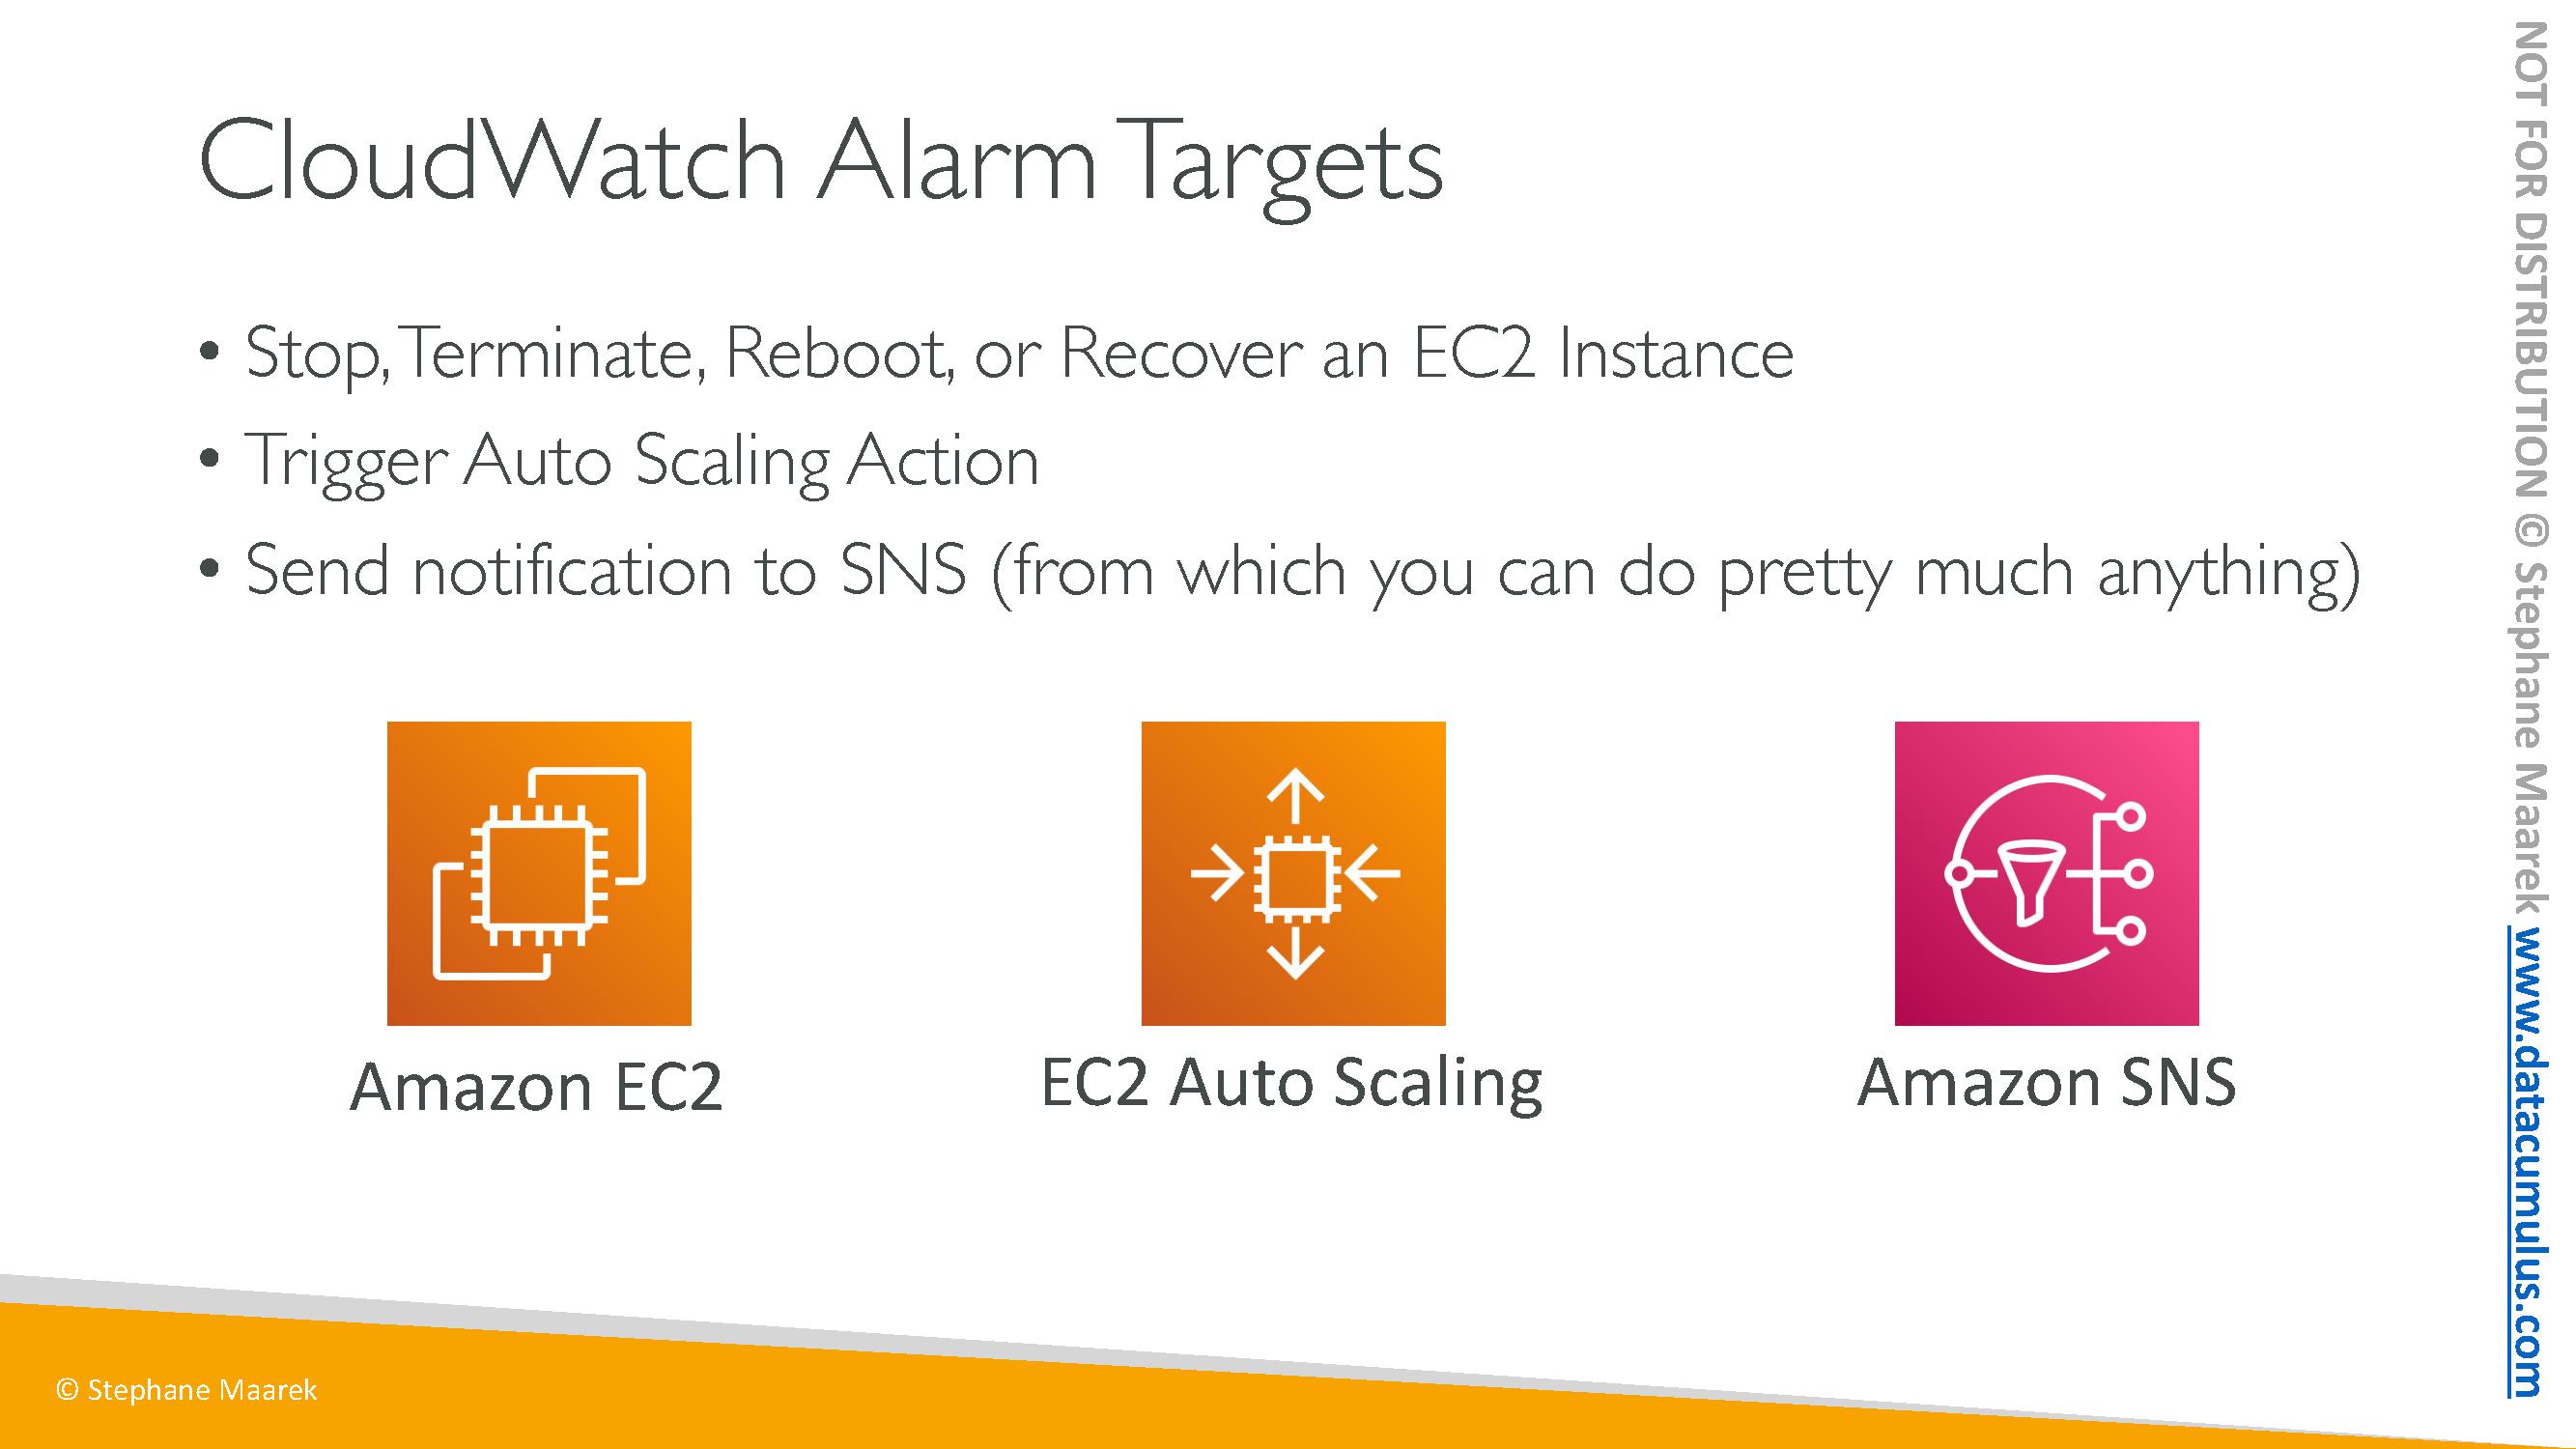 CloudWatch Alarm Targets
• Stop, Terminate, Reboot, or Recover an EC2 Instance
• Trigger Auto Scaling Action
• Send notification to SNS (from which you can do pretty much anything)
Amazon EC2
EC2 Auto Scaling
Amazon SNS
© Stephane Maarek
NOT FOR DISTRIBUTION © Stephane Maarek www.datacumulus.com